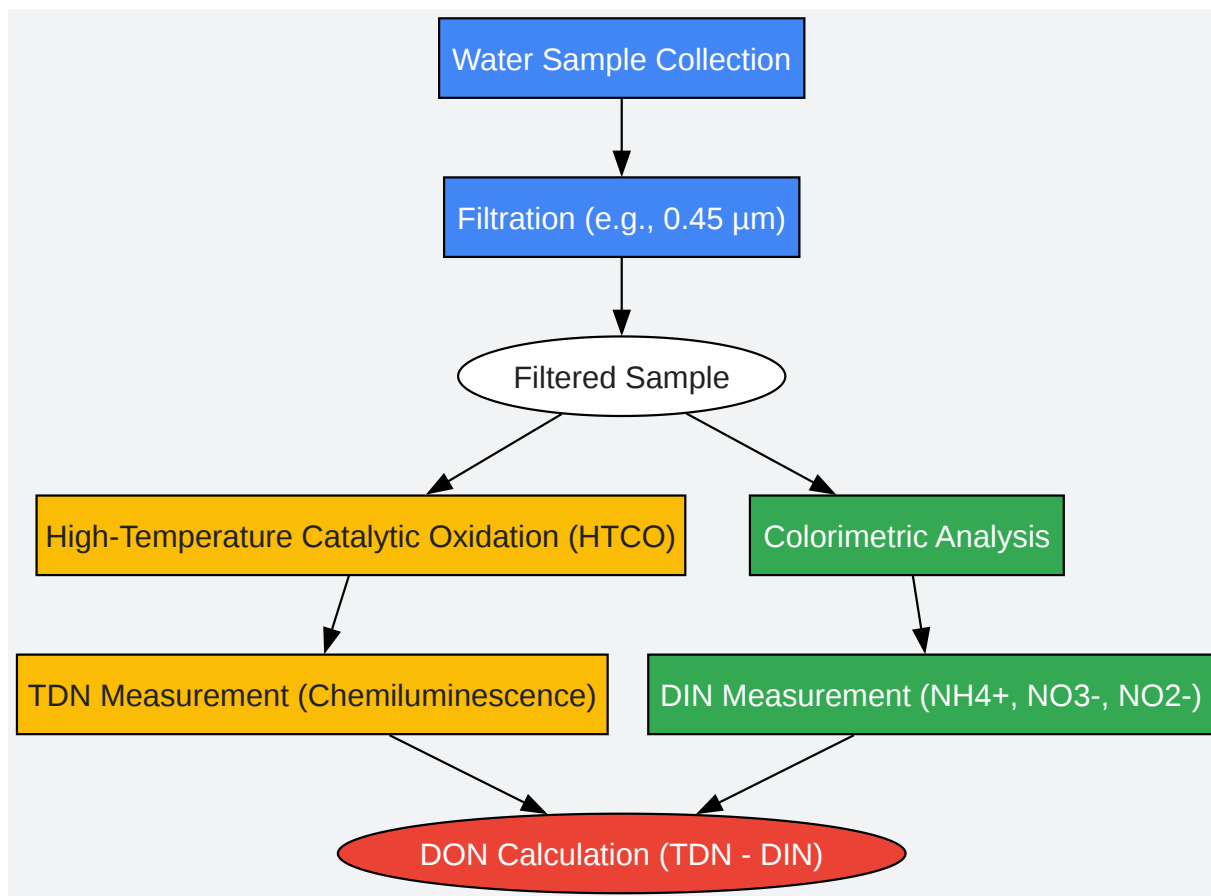 Water Sample Collection
Filtration (e.g., 0.45 µm)
Filtered Sample
High-Temperature Catalytic Oxidation (HTCO)
Colorimetric Analysis
TDN Measurement (Chemiluminescence)
DIN Measurement (NH4+, NO3-, NO2-)
DON Calculation (TDN - DIN)